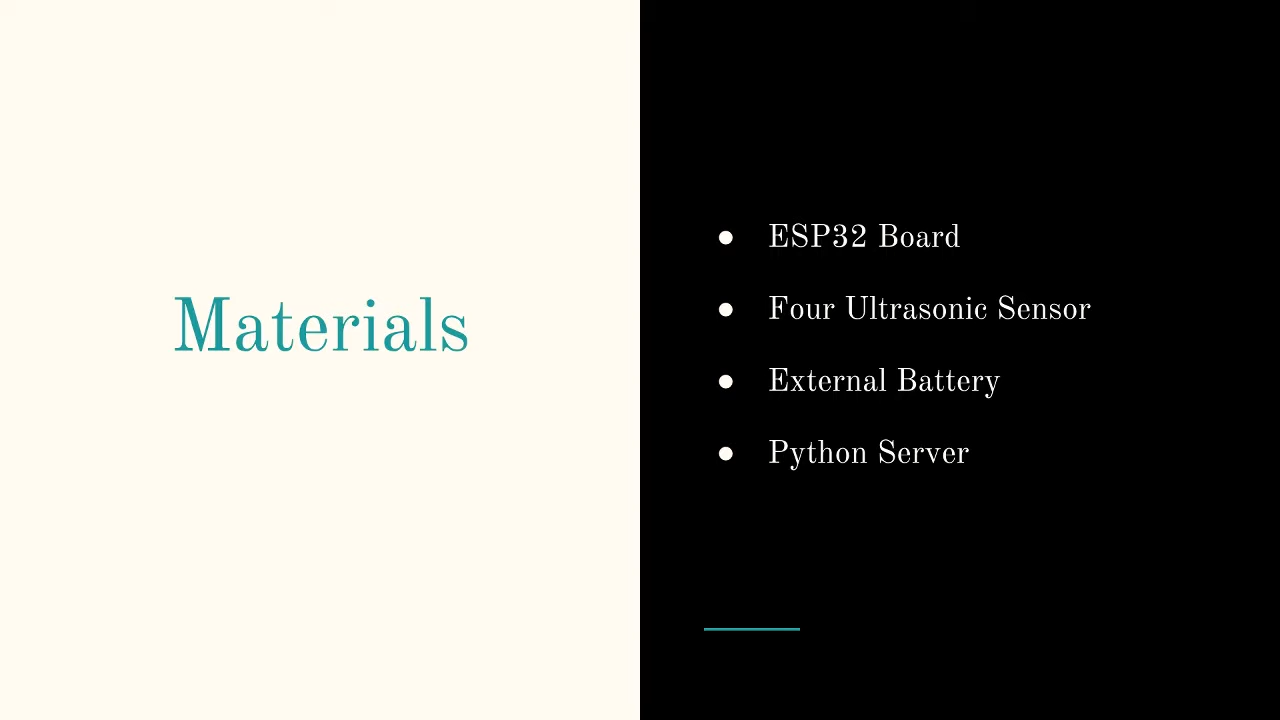 Materials
● ESP32 Board
● Four Ultrasonic Sensor
● External Battery
● Python Server